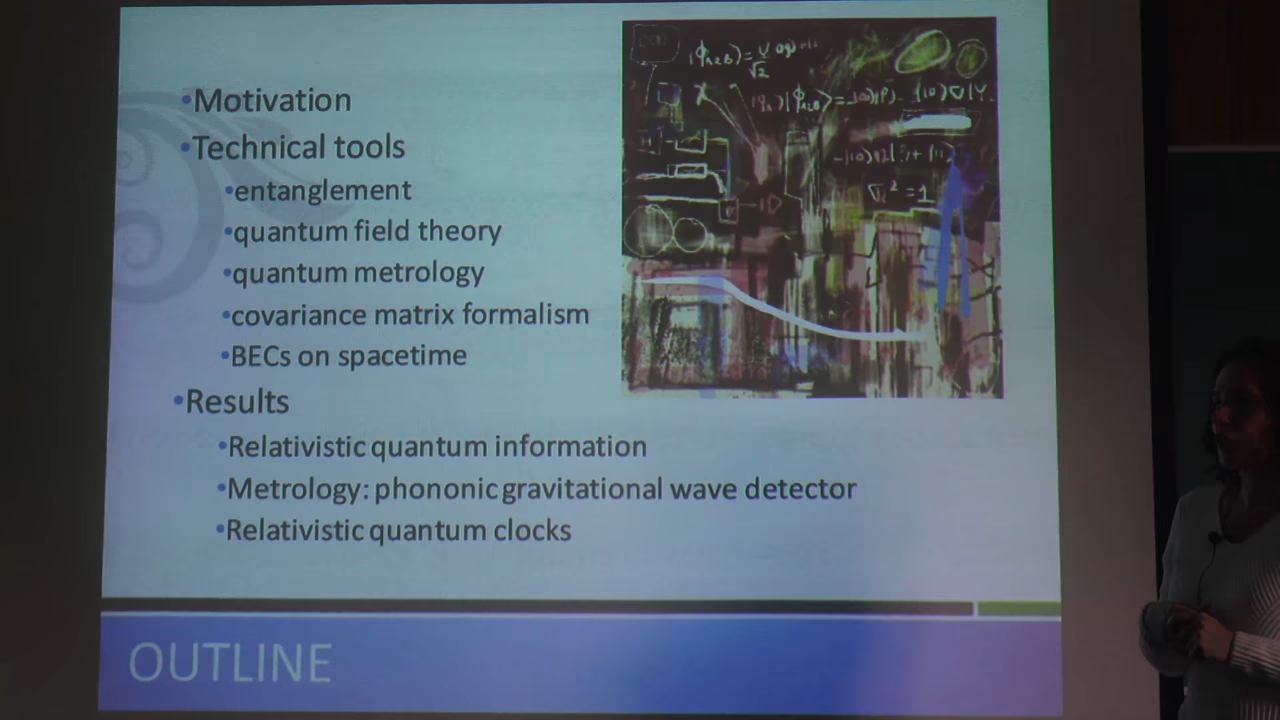 •Motivation
•Technical tools
•entanglement
•quantum field theory
•quantum metrology
•covariance matrix formalism
•BECs on spacetime
•Results
•Relativistic quantum information
•Metrology: phononic gravitational wave detector
•Relativistic quantum clocks
OUTLINE